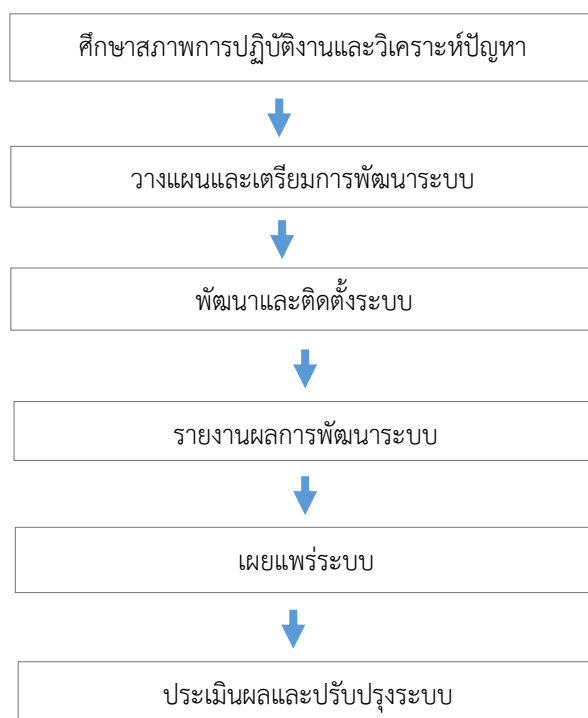 ศึกษาสภาพการปฏิบัติงานและวิเคราะห์ปัญหา
วางแผนและเตรียมการพัฒนาระบบ
พัฒนาและติดตั้งระบบ
รายงานผลการพัฒนาระบบ
เผยแพร่ระบบ
ประเมินผลและปรับปรุงระบบ